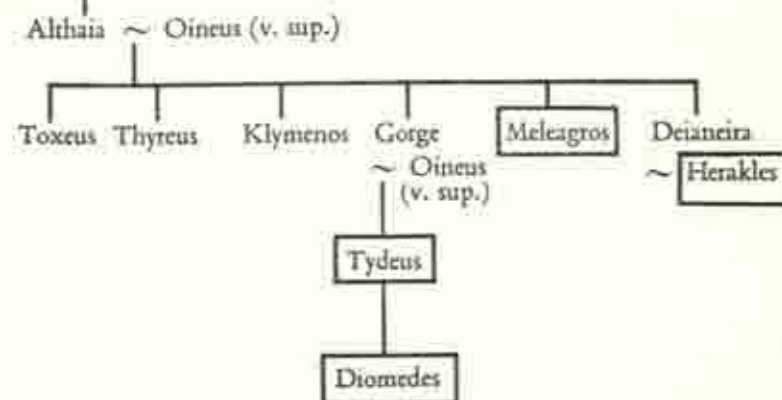 Althaia ~ Oineus (v. sup.)
Toxeus Thyreus Klymenos Gorge Meleagros Deianeira
~ Oineus ~ Herakles
(v. sup.)
Tydeus
Diomedes